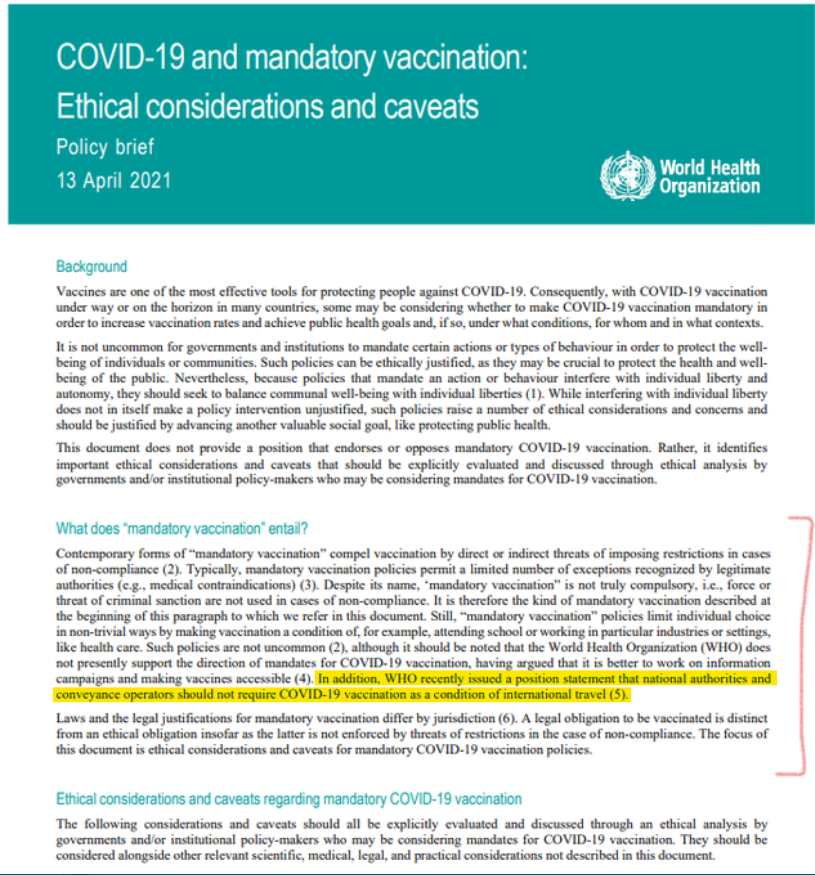 COVID-19 and mandatory vaccination:
Ethical considerations and caveats
Policy brief
13 April 2021
World Health
Organization
Background
Vaccines are one of the most effective tools for protecting people against COVID-19. Consequently, with COVID-19 vaccination
under way or on the horizon in many countries, some may be considering whether to make COVID-19 vaccination mandatory in
order to increase vaccination rates and achieve public health goals and, if so, under what conditions, for whom and in what contexts.
It is not uncommon for governments and institutions to mandate certain actions or types of behaviour in order to protect the well-
being of individuals or communities. Such policies can be ethically justified, as they may be crucial to protect the health and well-
being of the public. Nevertheless, because policies that mandate an action or behaviour interfere with individual liberty and
autonomy, they should seek to balance communal well-being with individual liberties (1). While interfering with individual liberty
does not in itself make a policy intervention unjustified, such policies raise a number of ethical considerations and concerns and
should be justified by advancing another valuable social goal, like protecting public health.
This document does not provide a position that endorses or opposes mandatory COVID-19 vaccination. Rather, it identifies
important ethical considerations and caveats that should be explicitly evaluated and discussed through ethical analysis by
governments and/or institutional policy-makers who may be considering mandates for COVID-19 vaccination.
What does “mandatory vaccination” entail?
Contemporary forms of “mandatory vaccination” compel vaccination by direct or indirect threats of imposing restrictions in cases
of non-compliance (2). Typically, mandatory vaccination policies permit a limited number of exceptions recognized by legitimate
authorities (e.g., medical contraindications) (3). Despite its name, ‘mandatory vaccination” is not truly compulsory, i.e., force or
threat of criminal sanction are not used in cases of non-compliance. It is therefore the kind of mandatory vaccination described at
the beginning of this paragraph to which we refer in this document. Still, “mandatory vaccination” policies limit individual choice
in non-trivial ways by making vaccination a condition of, for example, attending school or working in particular industries or settings,
like health care. Such policies are not uncommon (2), although it should be noted that the World Health Organization (WHO) does
not presently support the direction of mandates for COVID-19 vaccination, having argued that it is better to work on information
campaigns and making vaccines accessible (4). In addition, WHO recently issued a position statement that national authorities and
conveyance operators should not require COVID-19 vaccination as a condition of international travel (5).
Laws and the legal justifications for mandatory vaccination differ by jurisdiction (6). A legal obligation to be vaccinated is distinct
from an ethical obligation insofar as the latter is not enforced by threats of restrictions in the case of non-compliance. The focus of
this document is ethical considerations and caveats for mandatory COVID-19 vaccination policies.
Ethical considerations and caveats regarding mandatory COVID-19 vaccination
The following considerations and caveats should all be explicitly evaluated and discussed through an ethical analysis by
governments and/or institutional policy-makers who may be considering mandates for COVID-19 vaccination. They should be
considered alongside other relevant scientific, medical, legal, and practical considerations not described in this document.